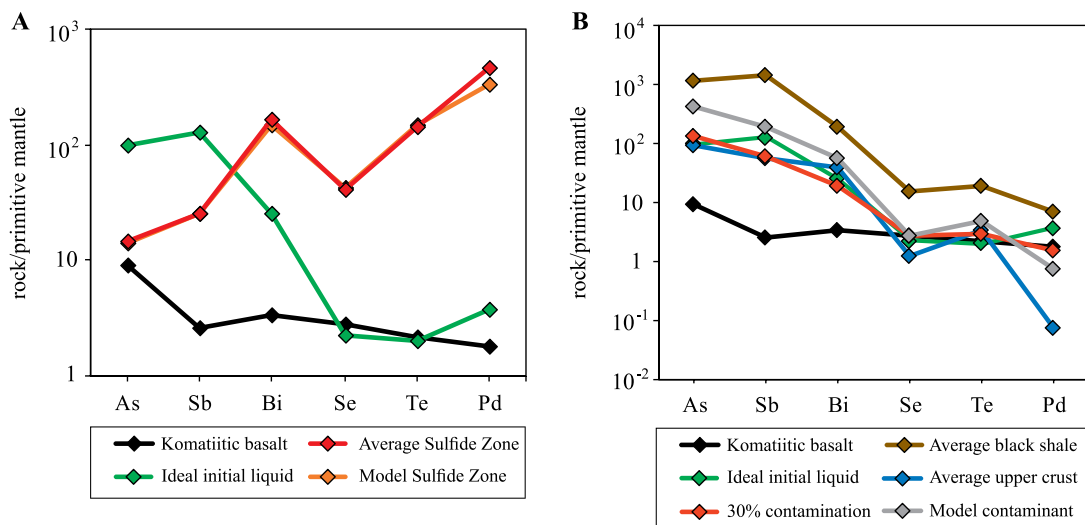 A
10³
10²
10
1
rock/primitive mantle
As Sb Bi Se Te Pd
Komatiitic basalt Average Sulfide Zone
Ideal initial liquid Model Sulfide Zone
B
10⁴
10³
10²
10
1
10⁻¹
10⁻²
rock/primitive mantle
As Sb Bi Se Te Pd
Komatiitic basalt Average black shale
Ideal initial liquid Average upper crust
30% contamination Model contaminant